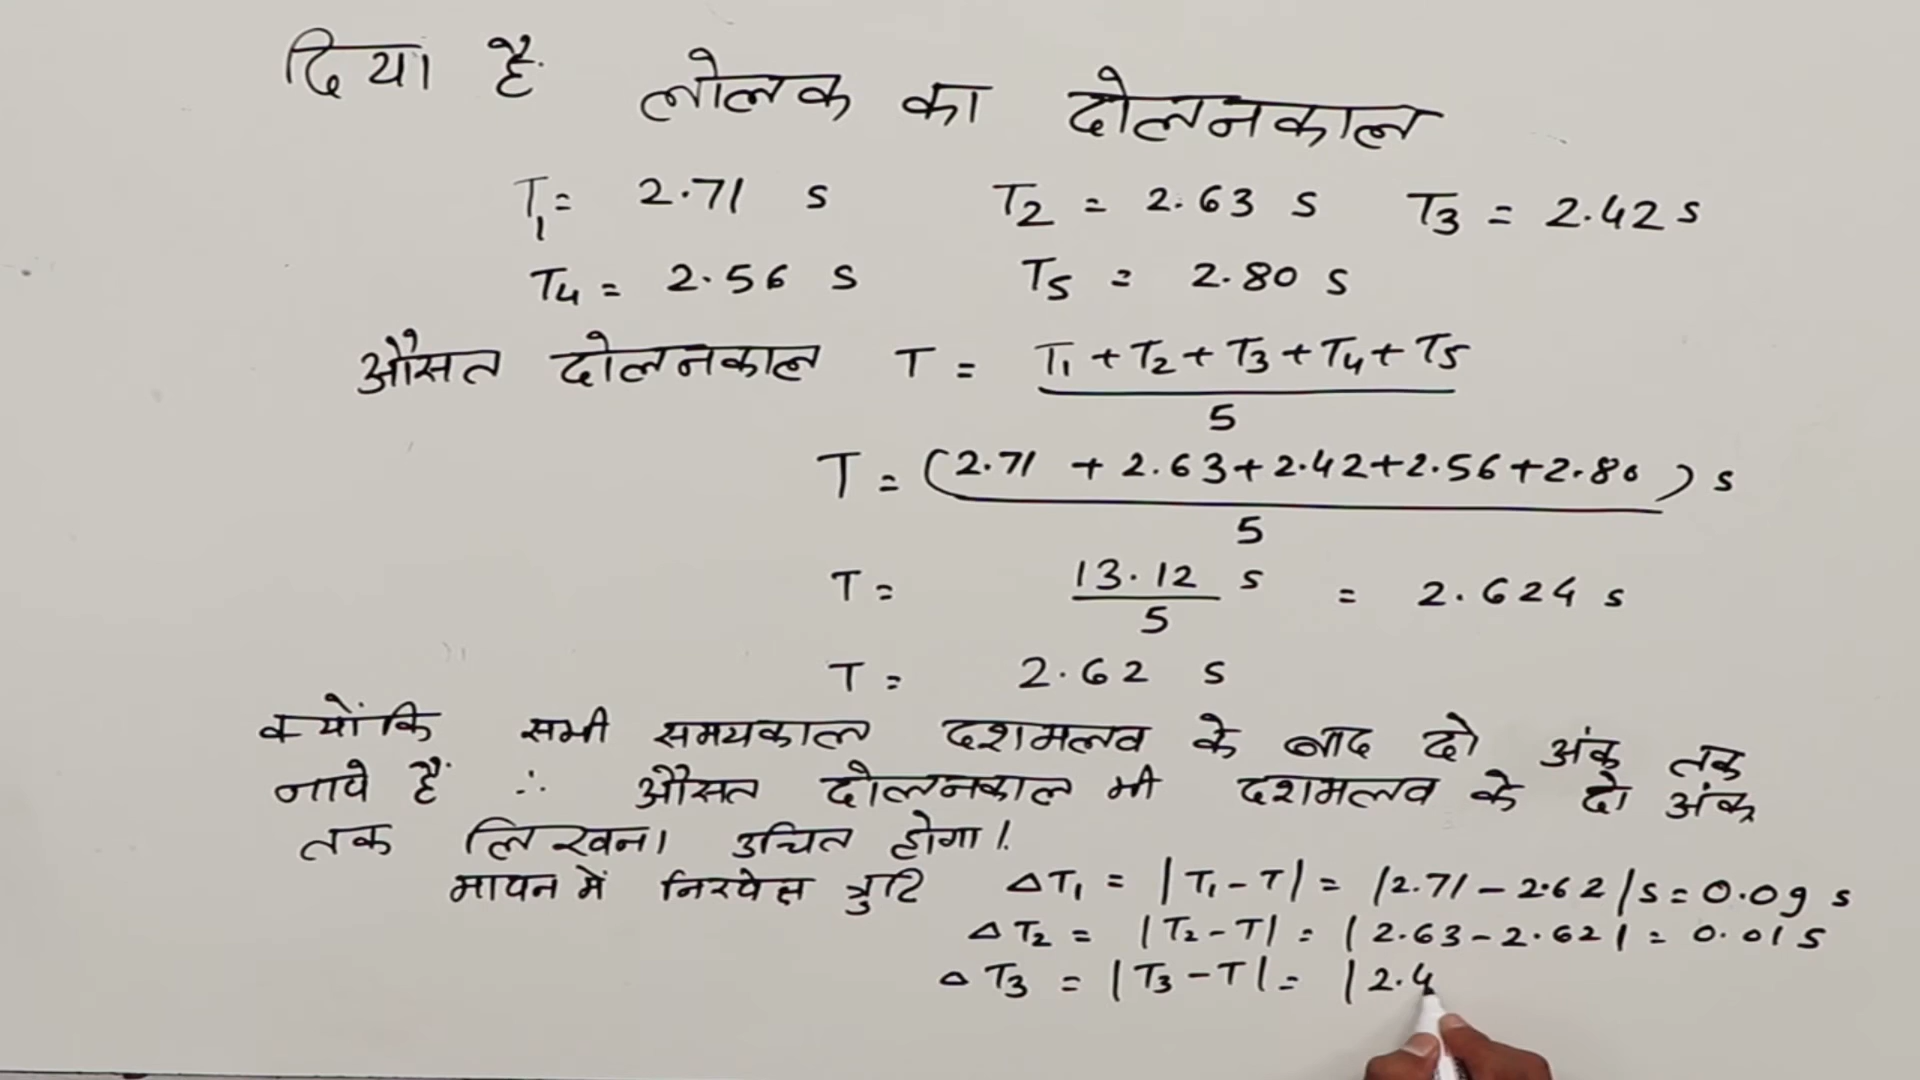 दिया है लोलक का दोलनकाल
T₁ = 2.71 s T₂ = 2.63 s T₃ = 2.42 s
T₄ = 2.56 s T₅ = 2.80 s
औसत दोलनकाल T = T₁ + T₂ + T₃ + T₄ + T₅
5
T = (2.71 + 2.63 + 2.42 + 2.56 + 2.80) s
5
T = 13.12 s = 2.624 s
5
T = 2.62 s
क्योंकि सभी समयकाल दशमलव के बाद दो अंक तक
नापे हैं ∴ औसत दोलनकाल भी दशमलव के दो अंक
तक लिखना उचित होगा।
मापन में निरपेक्ष त्रुटि ΔT₁ = |T₁ - T| = |2.71 - 2.62| s = 0.09 s
ΔT₂ = |T₂ - T| = |2.63 - 2.62| = 0.01 s
ΔT₃ = |T₃ - T| = |2.4